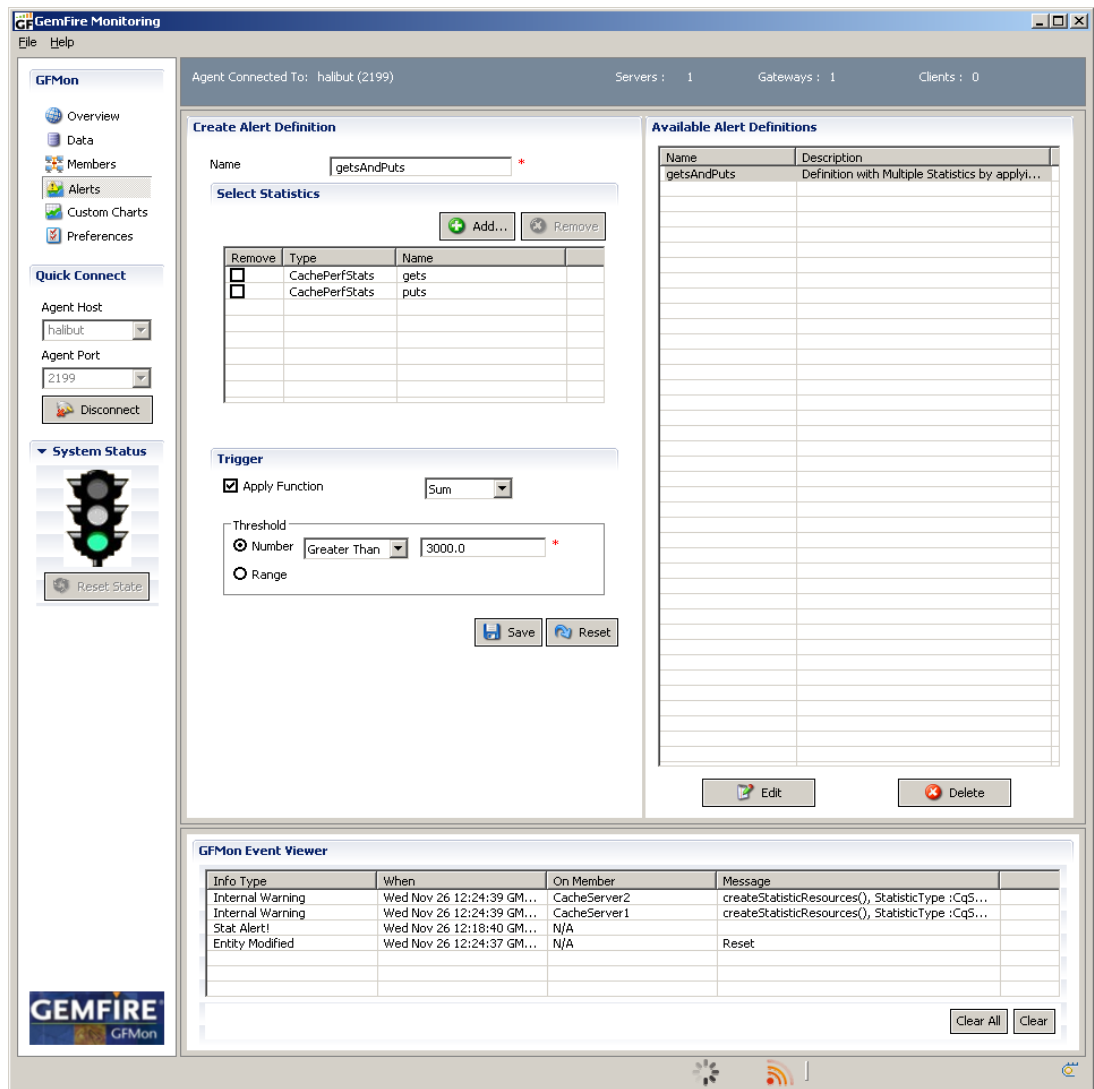 GF GemFire Monitoring
File Help
GFMon
Overview
Data
Members
Alerts
Custom Charts
Preferences
Quick Connect
Agent Host
halibut
Agent Port
2199
Disconnect
System Status
Reset State
GEMFIRE
GFMon
Agent Connected To: halibut (2199) Servers : 1 Gateways : 1 Clients : 0
Create Alert Definition
Name getsAndPuts *
Select Statistics
Add... Remove
Remove Type Name
CachePerfStats gets
CachePerfStats puts
Trigger
Apply Function Sum
Threshold
Number Greater Than 3000.0 *
Range
Save Reset
Available Alert Definitions
Name Description
getsAndPuts Definition with Multiple Statistics by applyi...
Edit Delete
GFMon Event Viewer
Info Type When On Member Message
Internal Warning Wed Nov 26 12:24:39 GM... CacheServer2 createStatisticResources(), StatisticType :CqS...
Internal Warning Wed Nov 26 12:24:39 GM... CacheServer1 createStatisticResources(), StatisticType :CqS...
Stat Alert! Wed Nov 26 12:18:40 GM... N/A
Entity Modified Wed Nov 26 12:24:37 GM... N/A Reset
Clear All Clear